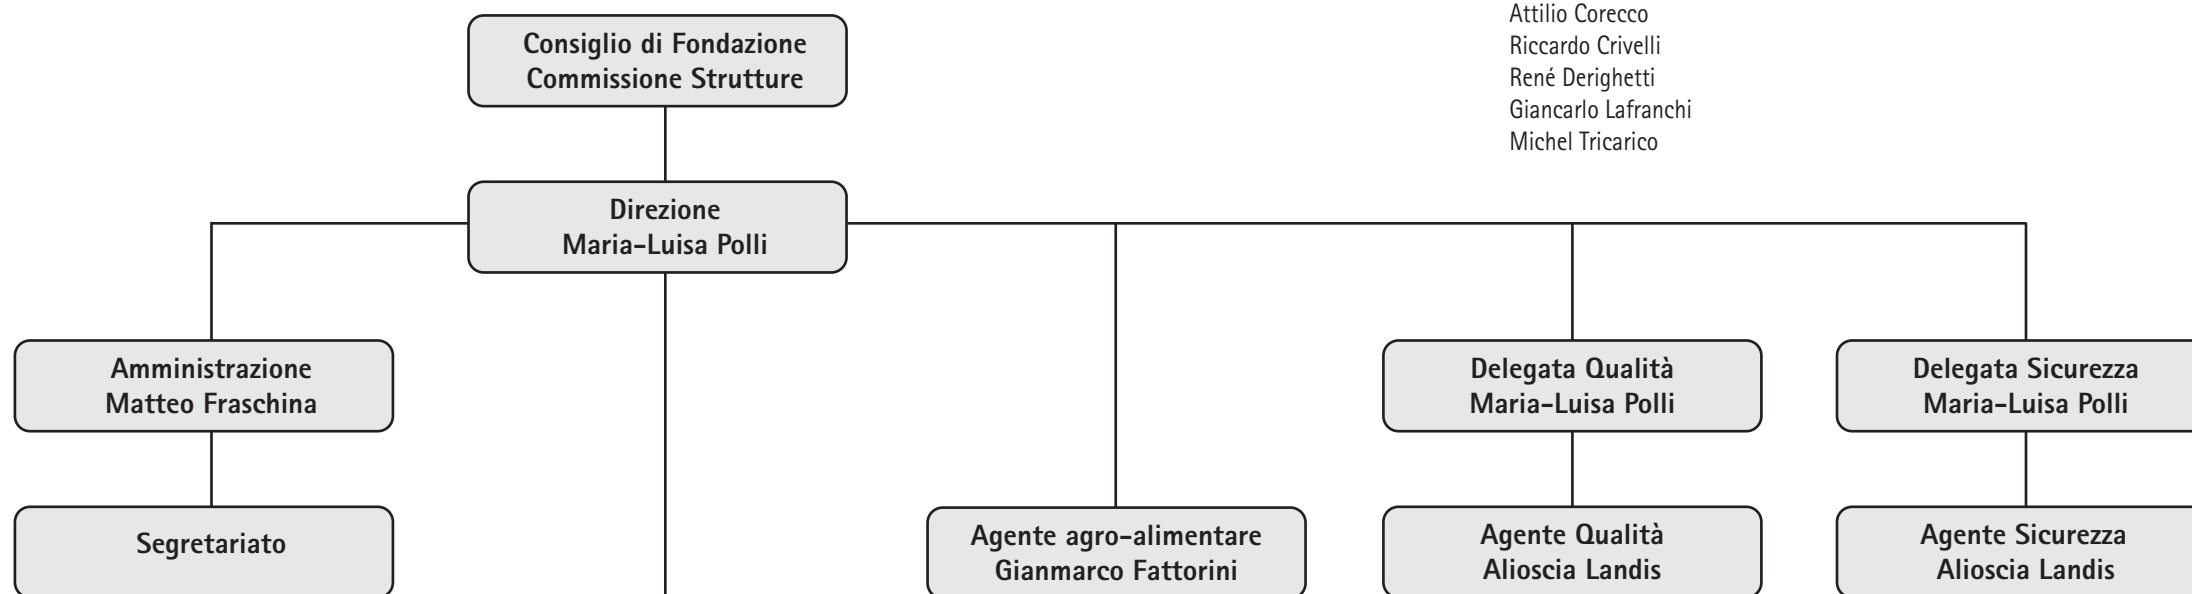 Attilio Corecco
Riccardo Crivelli
René Derighetti
Giancarlo Lafranchi
Michel Tricarico
Consiglio di Fondazione
Commissione Strutture
Direzione
Maria-Luisa Polli
Amministrazione
Matteo Fraschina
Delegata Qualità
Maria-Luisa Polli
Delegata Sicurezza
Maria-Luisa Polli
Segretariato
Agente agro-alimentare
Gianmarco Fattorini
Agente Qualità
Alioscia Landis
Agente Sicurezza
Alioscia Landis